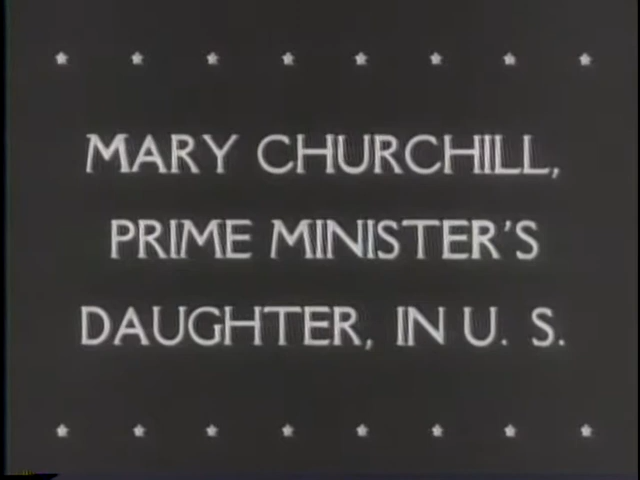 MARY CHURCHILL,
PRIME MINISTER'S
DAUGHTER, IN U. S.